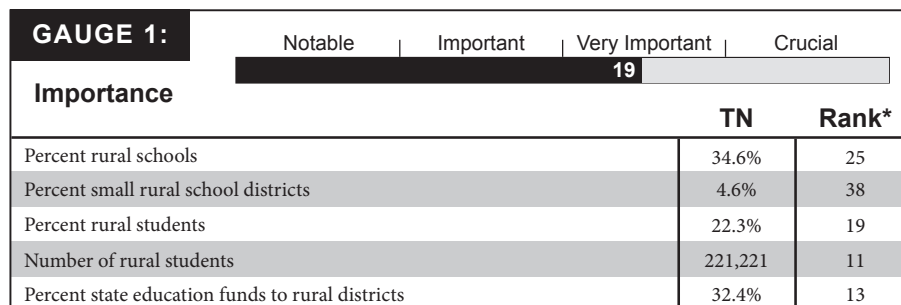 GAUGE 1:
Notable | Important | Very Important | Crucial
19
Importance
TN Rank*
Percent rural schools 34.6% 25
Percent small rural school districts 4.6% 38
Percent rural students 22.3% 19
Number of rural students 221,221 11
Percent state education funds to rural districts 32.4% 13